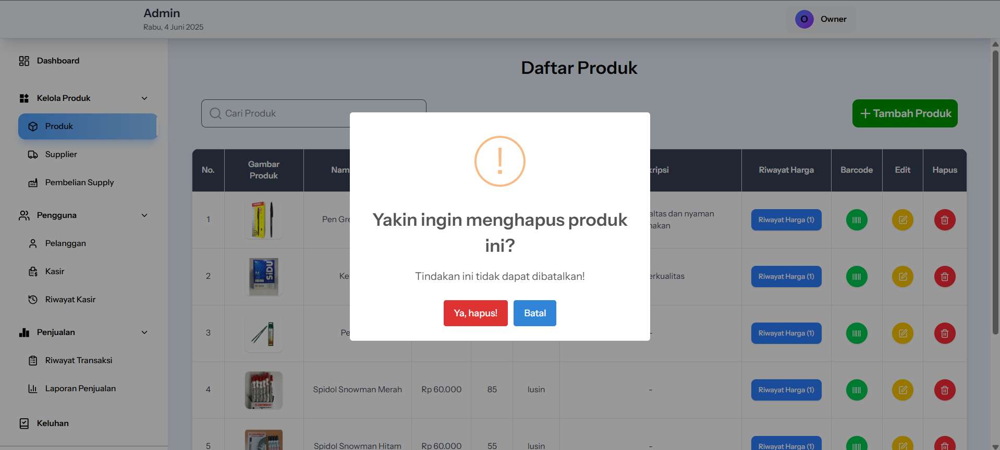 Admin
Rabu, 4 Juni 2025
O
Owner
Dashboard
Kelola Produk
Produk
Supplier
Pembelian Supply
Pengguna
Pelanggan
Kasir
Riwayat Kasir
Penjualan
Riwayat Transaksi
Laporan Penjualan
Keluhan
Daftar Produk
Cari Produk
+ Tambah Produk
No.
Gambar
Produk
Nam
kripsi
Riwayat Harga
Barcode
Edit
Hapus
1
Pen Gre
altas dan nyaman
nakan
Riwayat Harga (1)
2
SiDU
A4
Ke
erkualitas
Riwayat Harga (1)
3
Pe
-
Riwayat Harga (1)
4
SNOWMAN
Spidol Snowman Merah
Rp 60.000
85
lusin
-
Riwayat Harga (1)
5
SNOWMAN
Spidol Snowman Hitam
Rp 60.000
55
lusin
-
Riwayat Harga (1)
!
Yakin ingin menghapus produk
ini?
Tindakan ini tidak dapat dibatalkan!
Ya, hapus!
Batal